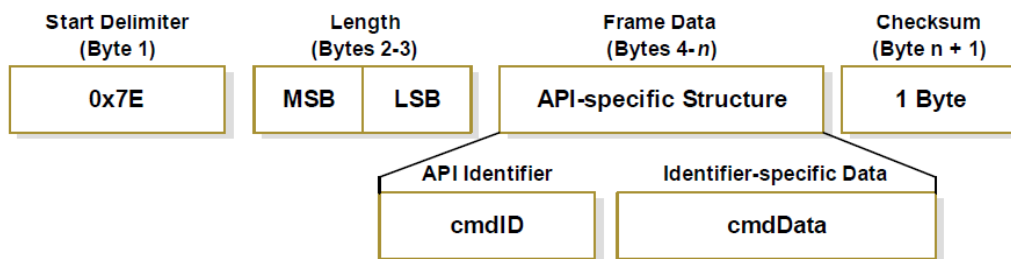 Start Delimiter
(Byte 1)
Length
(Bytes 2-3)
Frame Data
(Bytes 4-n)
Checksum
(Byte n + 1)
0x7E
MSB
LSB
API-specific Structure
1 Byte
API Identifier
Identifier-specific Data
cmdID
cmdData